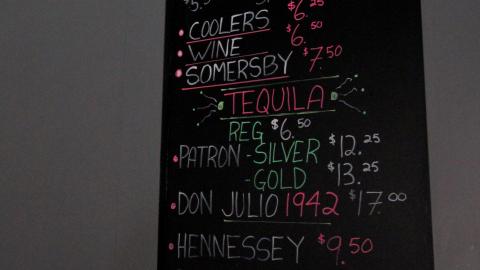 COOLERS $6.25
WINE $6.50
SOMERSBY $7.50
TEQUILA
REG $6.50
PATRON - SILVER $12.25
- GOLD $13.25
DON JULIO 1942 $17.00
HENNESSEY $9.50